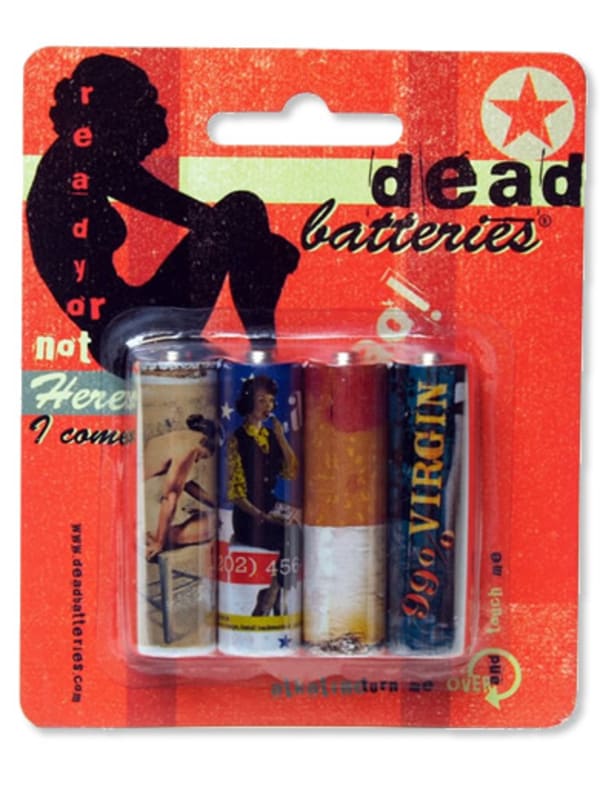 ready or
not
Here
I come
dead
batteries®
go!
www.deadbatteries.com
202) 456
99% VIRGIN
turn me OVER
and touch me